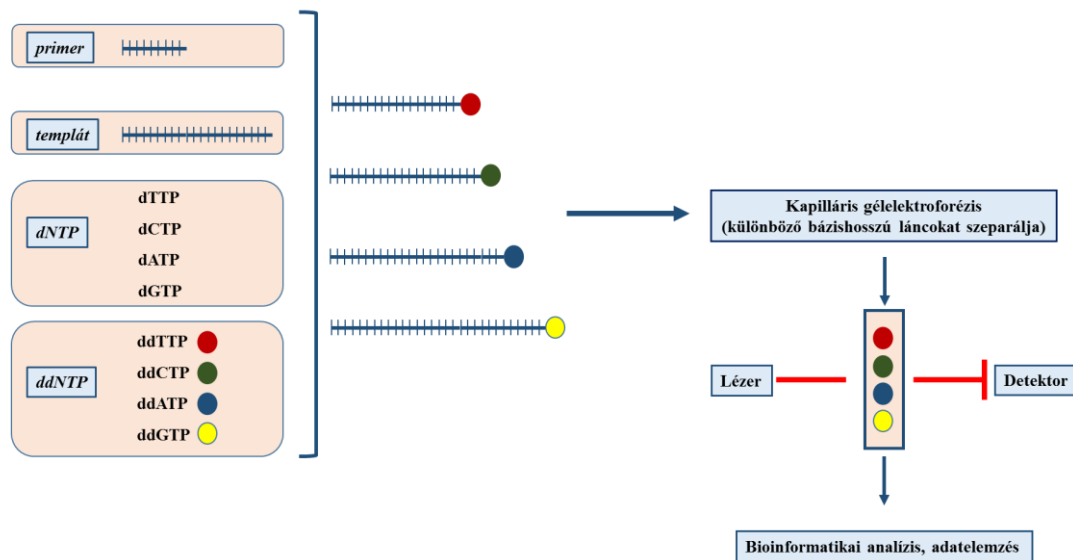 primer
templát
dNTP
dTTP
dCTP
dATP
dGTP
ddNTP
ddTTP
ddCTP
ddATP
ddGTP
Kapilláris gélelektroforézis
(különböző bázishosszú láncokat szeparálja)
Lézer
Detektor
Bioinformatikai analízis, adatelemzés